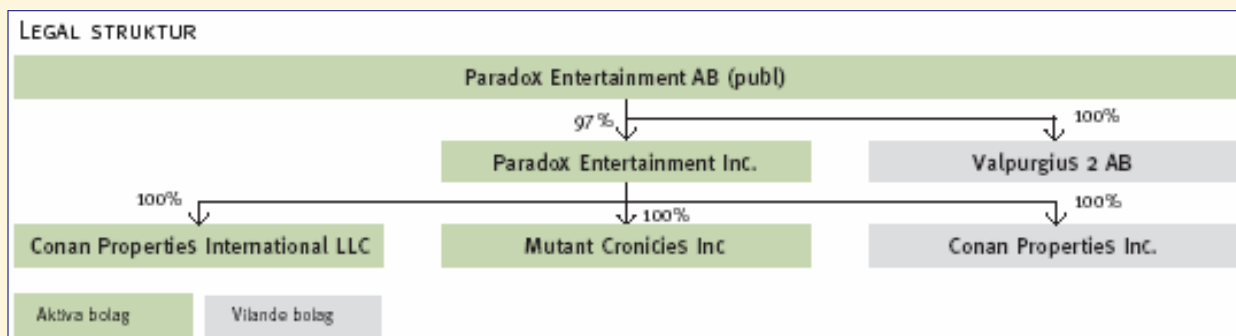 LEGAL STRUKTUR
Paradox Entertainment AB (publ)
97 %
100%
Paradox Entertainment Inc.
Valpurgius 2 AB
100%
100%
100%
Conan Properties International LLC
Mutant Cronicies Inc
Conan Properties Inc.
Aktiva bolag
Vilande bolag